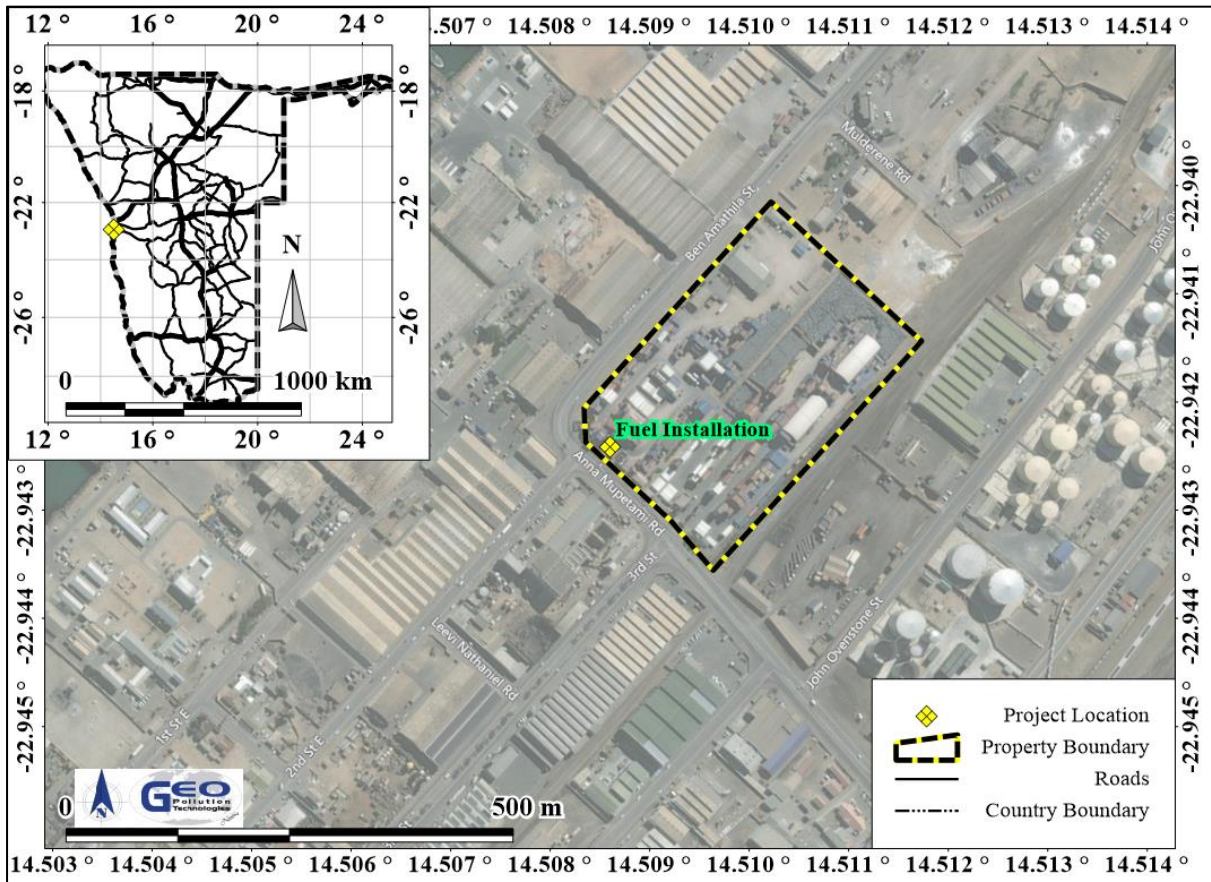 12 ° 16 ° 20 ° 24 °
.507 ° 14.508 ° 14.509 ° 14.510 ° 14.511 ° 14.512 ° 14.513 ° 14.514 °
-18 °
-22 °
-26 °
-18 °
-22 °
-26 °
N
0 1000 km
12 ° 16 ° 20 ° 24 °
Mulderene Rd
Ben Amathila St.
-22.940 °
-22.941 °
-22.942 °
-22.943 °
-22.944 °
-22.945 °
Fuel Installation
Anna Mupetami Rd
3rd St
Leevi Nathaniel Rd
John Ovenstone St
1st St E
2nd St E
-22.943 °
-22.944 °
-22.945 °
Project Location
Property Boundary
Roads
Country Boundary
N
GEO
Pollution
Technologies
0 500 m
14.503 ° 14.504 ° 14.505 ° 14.506 ° 14.507 ° 14.508 ° 14.509 ° 14.510 ° 14.511 ° 14.512 ° 14.513 ° 14.514 °